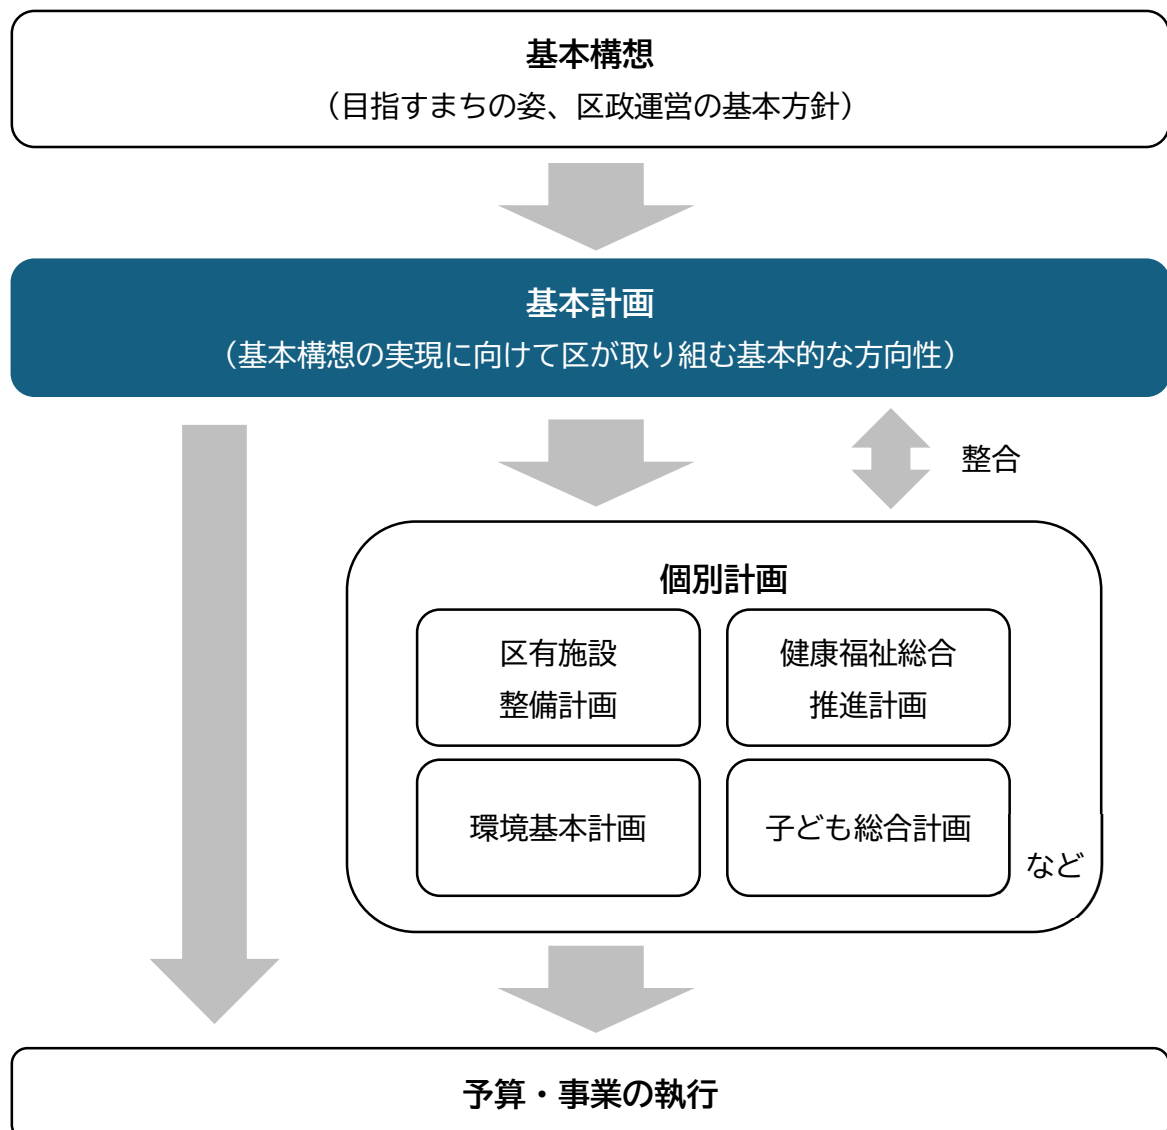 基本構想
（目指すまちの姿、区政運営の基本方針）
基本計画
（基本構想の実現に向けて区が取り組む基本的な方向性）
整合
個別計画
区有施設
整備計画
健康福祉総合
推進計画
環境基本計画
子ども総合計画
など
予算・事業の執行